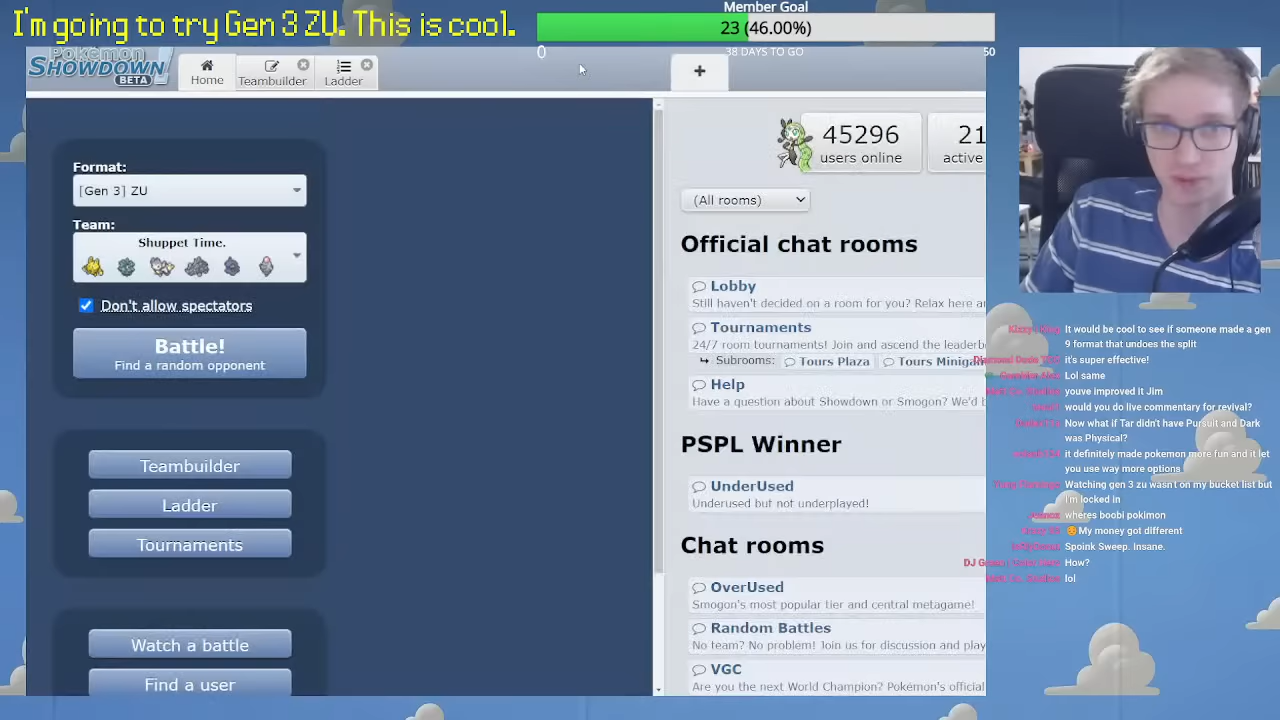 I'm going to try Gen 3 ZU. This is cool.
Member Goal
23 (46.00%)
0
38 DAYS TO GO
50
Pokémon
SHOWDOWN!
BETA
Home
Teambuilder
Ladder
+
Format:
[Gen 3] ZU
Team:
Shuppet Time.
Don't allow spectators
Battle!
Find a random opponent
Teambuilder
Ladder
Tournaments
Watch a battle
Find a user
45296
users online
21
active
(All rooms)
Official chat rooms
Lobby
Still haven't decided on a room for you? Relax here
Tournaments
24/7 room tournaments! Join and ascend the
Subrooms: Tours Plaza Tours
Help
Have a question about Showdown or Smogon? We'd
PSPL Winner
UnderUsed
Underused but not underplayed!
Chat rooms
OverUsed
Smogon's most popular tier and central metagame!
Random Battles
No team? No problem! Join us for discussion and
VGC
Are you the next World Champion? Pokémon's official
It would be cool to see if someone made a gen
9 format that undoes the split
it's super effective!
Lol same
youve improved it Jim
would you do live commentary for revival?
Now what if Tar didn't have Pursuit and Dark
was Physical?
it definitely made pokemon more fun and it let
you use way more options
Watching gen 3 zu wasn't on my bucket list but
I'm locked in
wheres boobi pokimon
My money got different
Spoink Sweep. Insane.
How?
lol